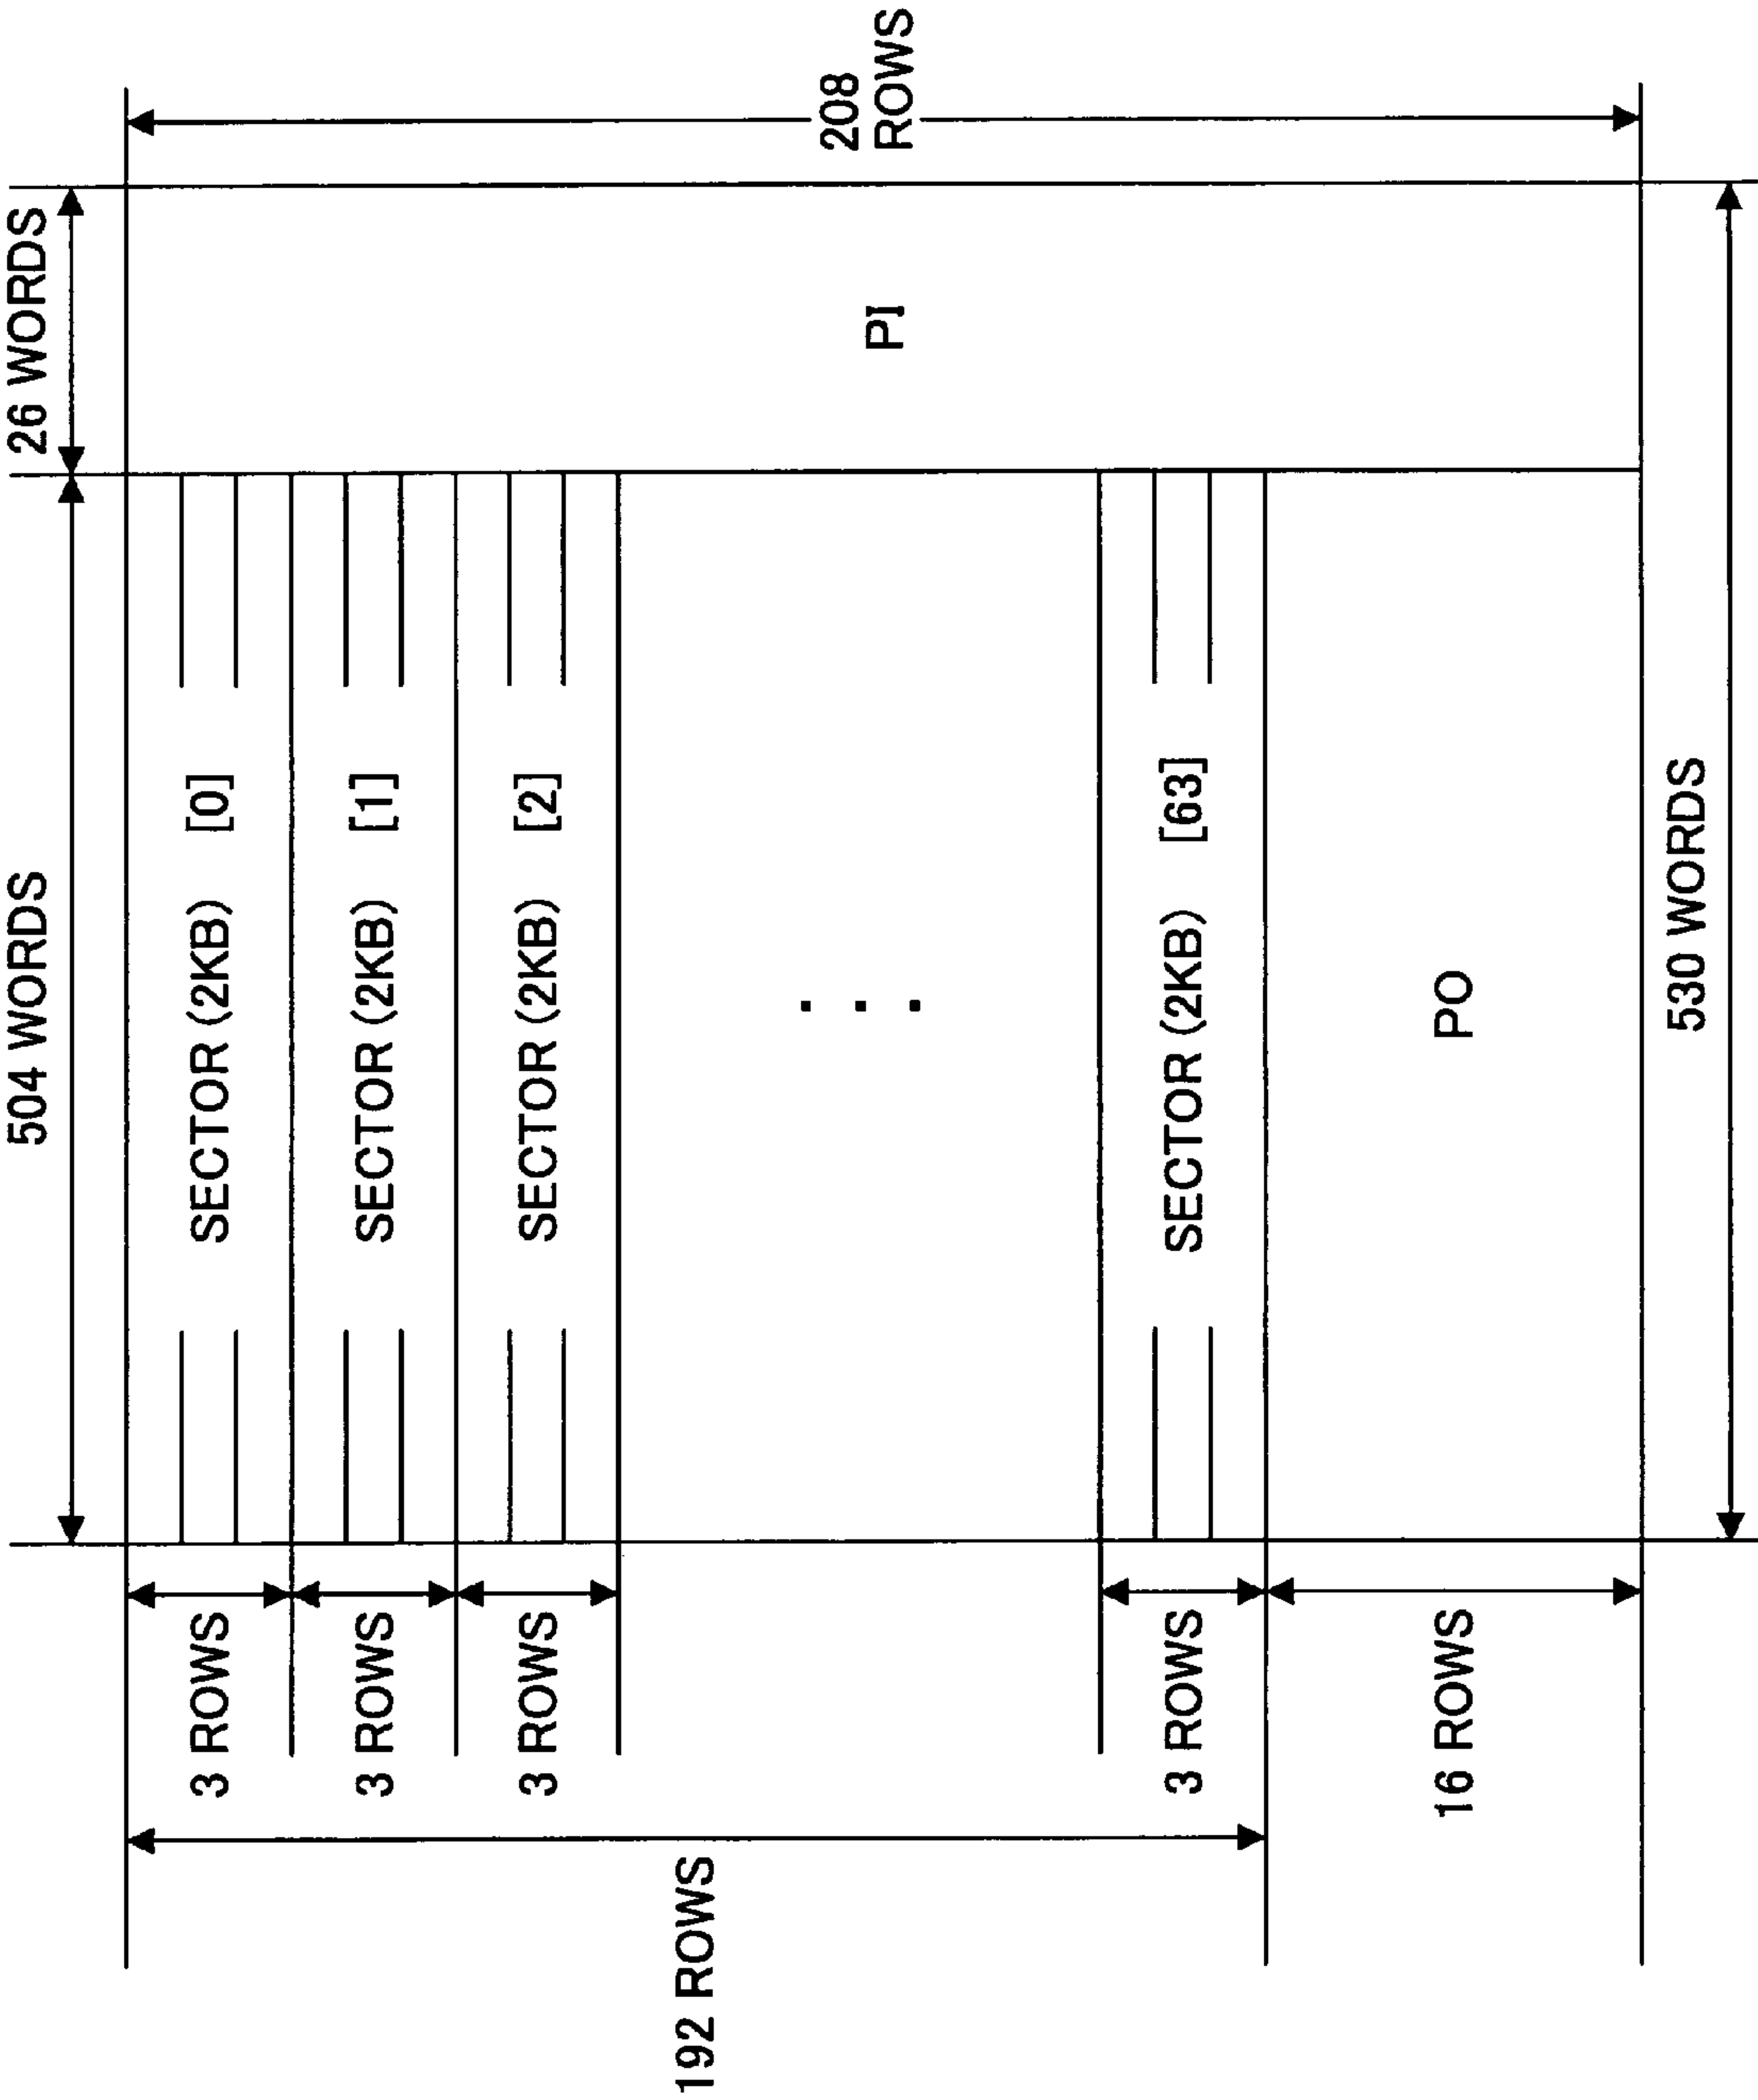 504 WORDS
26 WORDS
3 ROWS
SECTOR (2KB) [0]
3 ROWS
SECTOR (2KB) [1]
3 ROWS
SECTOR (2KB) [2]
192 ROWS
. . .
PI
208
ROWS
3 ROWS
SECTOR (2KB) [63]
16 ROWS
PO
530 WORDS